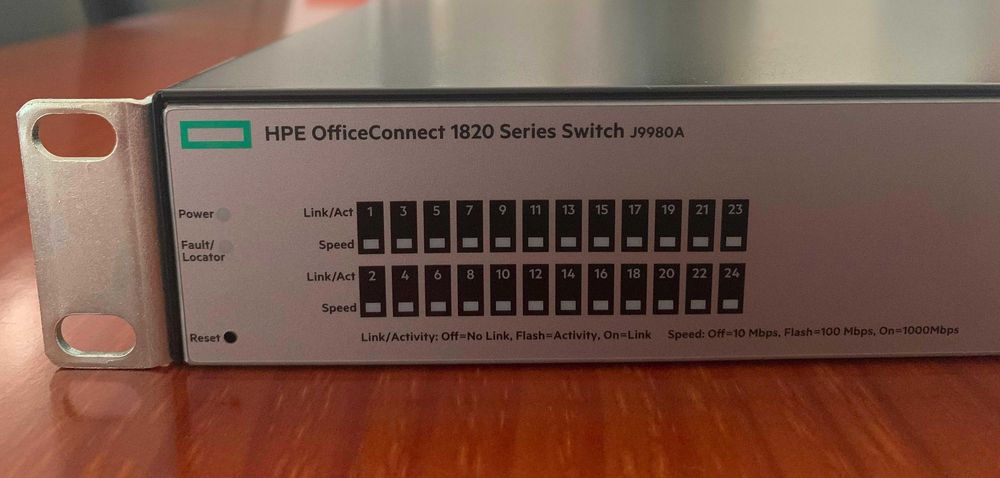 HPE OfficeConnect 1820 Series Switch J9980A
Power
Fault/
Locator
Reset
Link/Act 1 3 5 7 9 11 13 15 17 19 21 23
Speed
Link/Act 2 4 6 8 10 12 14 16 18 20 22 24
Speed
Link/Activity: Off=No Link, Flash=Activity, On=Link Speed: Off=10 Mbps, Flash=100 Mbps, On=1000Mbps